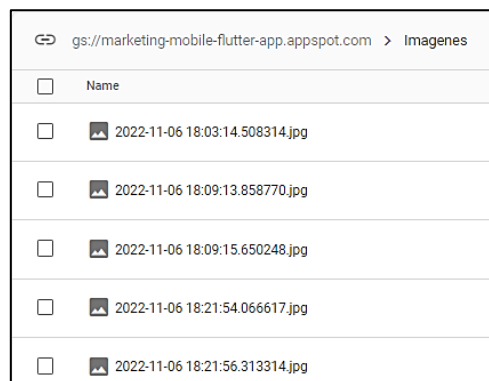 gs://marketing-mobile-flutter-app.appspot.com > Imagenes
Name
2022-11-06 18:03:14.508314.jpg
2022-11-06 18:09:13.858770.jpg
2022-11-06 18:09:15.650248.jpg
2022-11-06 18:21:54.066617.jpg
2022-11-06 18:21:56.313314.jpg